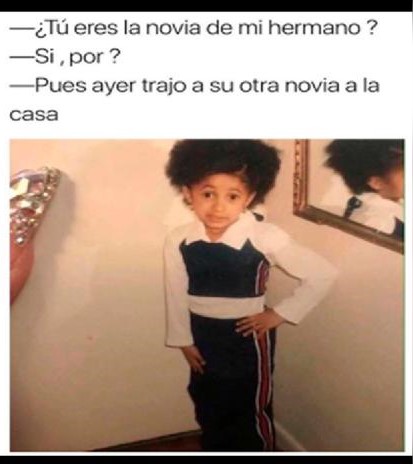 —¿Tú eres la novia de mi hermano ?
—Si , por ?
—Pues ayer trajo a su otra novia a la
casa